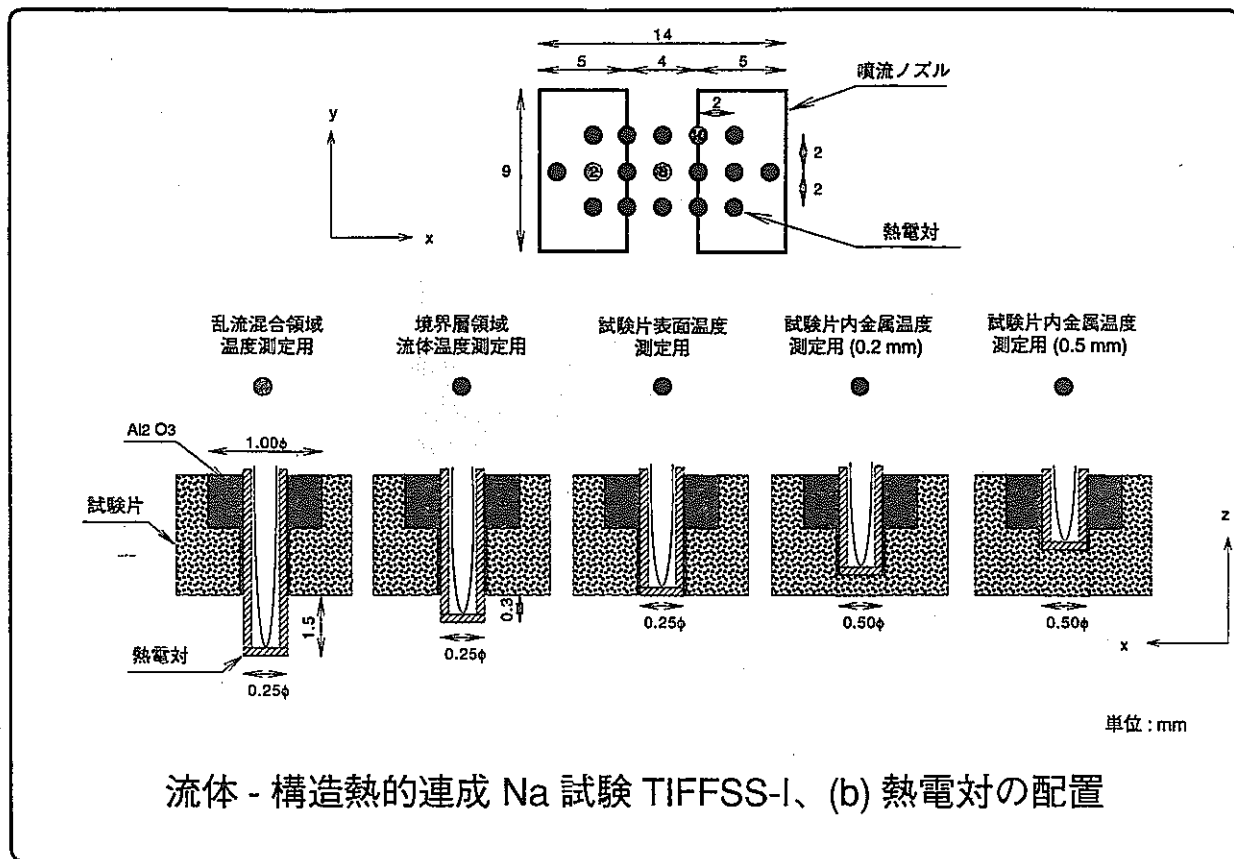 14
5 4 5
噴流ノズル
2
y
9
2
2
2
8
x
熱電対
乱流混合領域
温度測定用
境界層領域
流体温度測定用
試験片表面温度
測定用
試験片内金属温度
測定用 (0.2 mm)
試験片内金属温度
測定用 (0.5 mm)
Al2 O3
1.00φ
試験片
z
1.5
0.3
熱電対
0.25φ
0.25φ
0.25φ
0.50φ
0.50φ
x
単位 : mm
流体 - 構造熱的連成 Na 試験 TIFFSS-I、(b) 熱電対の配置